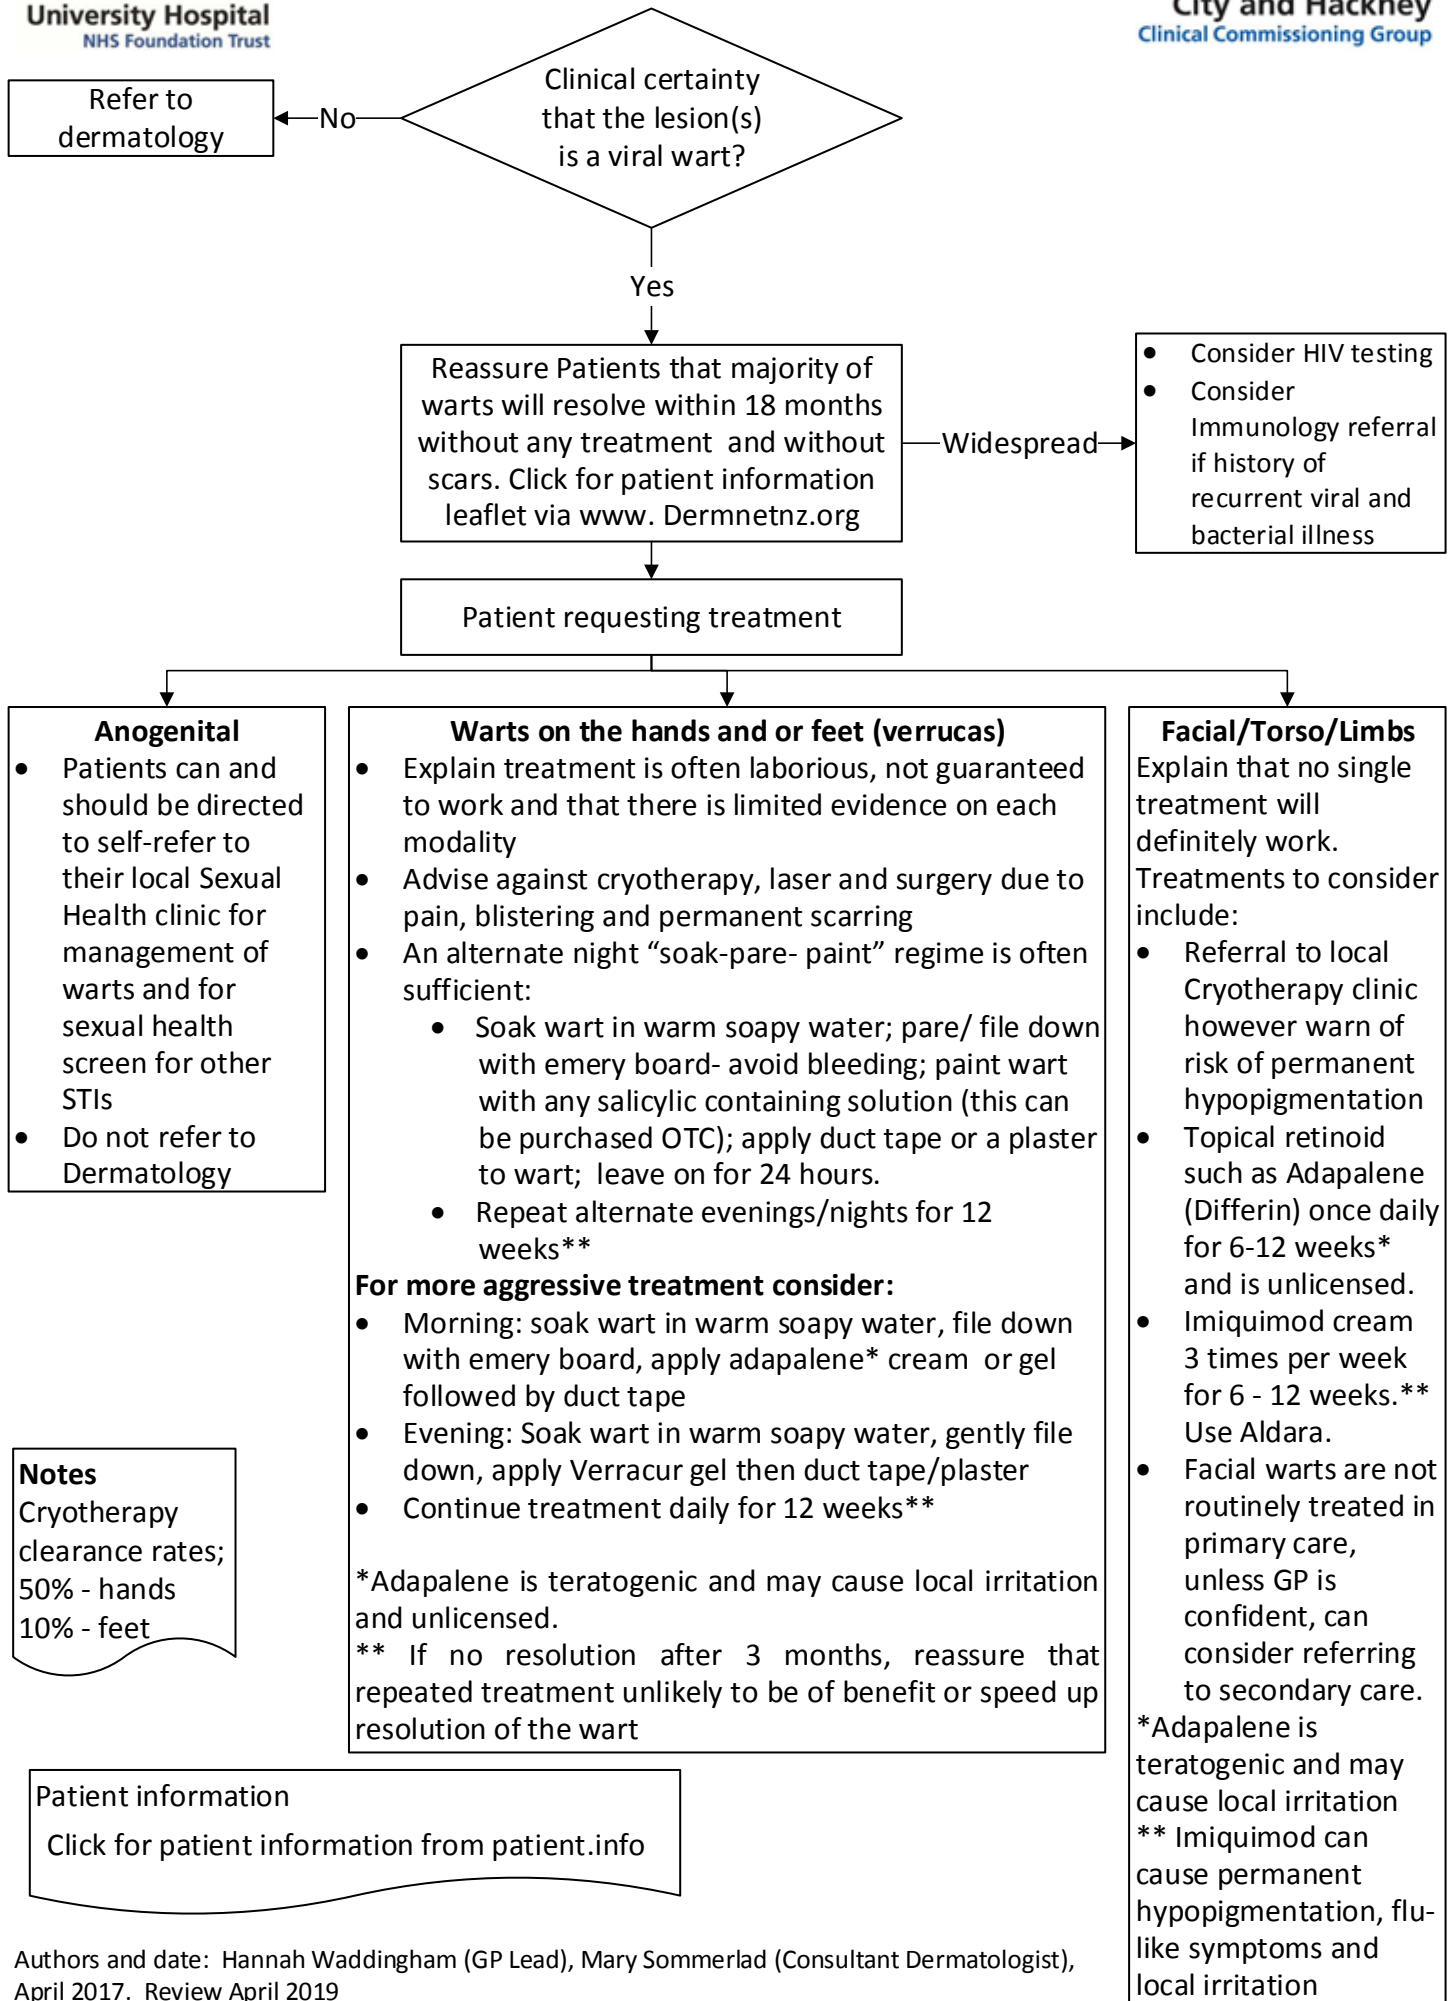 University Hospital
NHS Foundation Trust
City and Hackney
Clinical Commissioning Group
Clinical certainty
that the lesion(s)
is a viral wart?
No
Refer to
dermatology
Yes
Reassure Patients that majority of
warts will resolve within 18 months
without any treatment and without
scars. Click for patient information
leaflet via www. Dermnetnz.org
Widespread
• Consider HIV testing
• Consider
Immunology referral
if history of
recurrent viral and
bacterial illness
Patient requesting treatment
Anogenital
• Patients can and
should be directed
to self-refer to
their local Sexual
Health clinic for
management of
warts and for
sexual health
screen for other
STIs
• Do not refer to
Dermatology
Warts on the hands and or feet (verrucas)
• Explain treatment is often laborious, not guaranteed
to work and that there is limited evidence on each
modality
• Advise against cryotherapy, laser and surgery due to
pain, blistering and permanent scarring
• An alternate night “soak-pare- paint” regime is often
sufficient:
• Soak wart in warm soapy water; pare/ file down
with emery board- avoid bleeding; paint wart
with any salicylic containing solution (this can
be purchased OTC); apply duct tape or a plaster
to wart; leave on for 24 hours.
• Repeat alternate evenings/nights for 12
weeks**
For more aggressive treatment consider:
• Morning: soak wart in warm soapy water, file down
with emery board, apply adapalene* cream or gel
followed by duct tape
• Evening: Soak wart in warm soapy water, gently file
down, apply Verracur gel then duct tape/plaster
• Continue treatment daily for 12 weeks**
*Adapalene is teratogenic and may cause local irritation
and unlicensed.
** If no resolution after 3 months, reassure that
repeated treatment unlikely to be of benefit or speed up
resolution of the wart
Facial/Torso/Limbs
Explain that no single
treatment will
definitely work.
Treatments to consider
include:
• Referral to local
Cryotherapy clinic
however warn of
risk of permanent
hypopigmentation
• Topical retinoid
such as Adapalene
(Differin) once daily
for 6-12 weeks*
and is unlicensed.
• Imiquimod cream
3 times per week
for 6 - 12 weeks.**
Use Aldara.
• Facial warts are not
routinely treated in
primary care,
unless GP is
confident, can
consider referring
to secondary care.
*Adapalene is
teratogenic and may
cause local irritation
** Imiquimod can
cause permanent
hypopigmentation, flu-
like symptoms and
local irritation
Notes
Cryotherapy
clearance rates;
50% - hands
10% - feet
Patient information
Click for patient information from patient.info
Authors and date: Hannah Waddingham (GP Lead), Mary Sommerlad (Consultant Dermatologist),
April 2017. Review April 2019